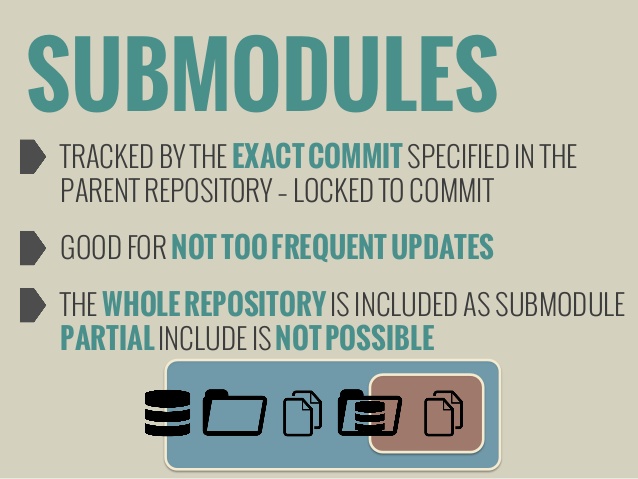 SUBMODULES
TRACKED BY THE EXACT COMMIT SPECIFIED IN THE
PARENT REPOSITORY – LOCKED TO COMMIT
GOOD FOR NOT TOO FREQUENT UPDATES
THE WHOLE REPOSITORY IS INCLUDED AS SUBMODULE
PARTIAL INCLUDE IS NOT POSSIBLE